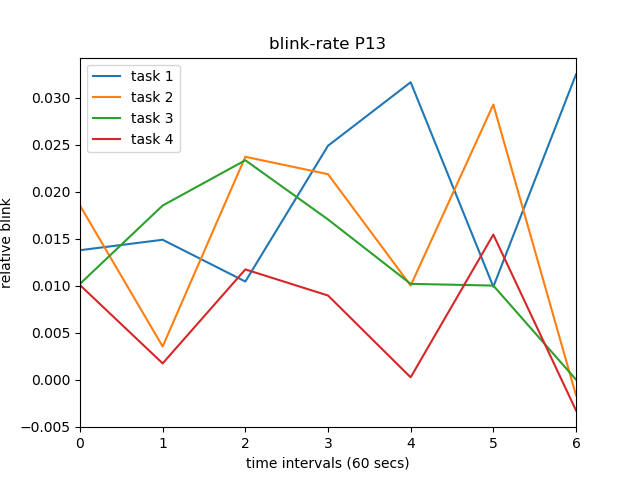 blink-rate P13
task 1
task 2
task 3
task 4
relative blink
0.030
0.025
0.020
0.015
0.010
0.005
0.000
−0.005
0 1 2 3 4 5 6
time intervals (60 secs)